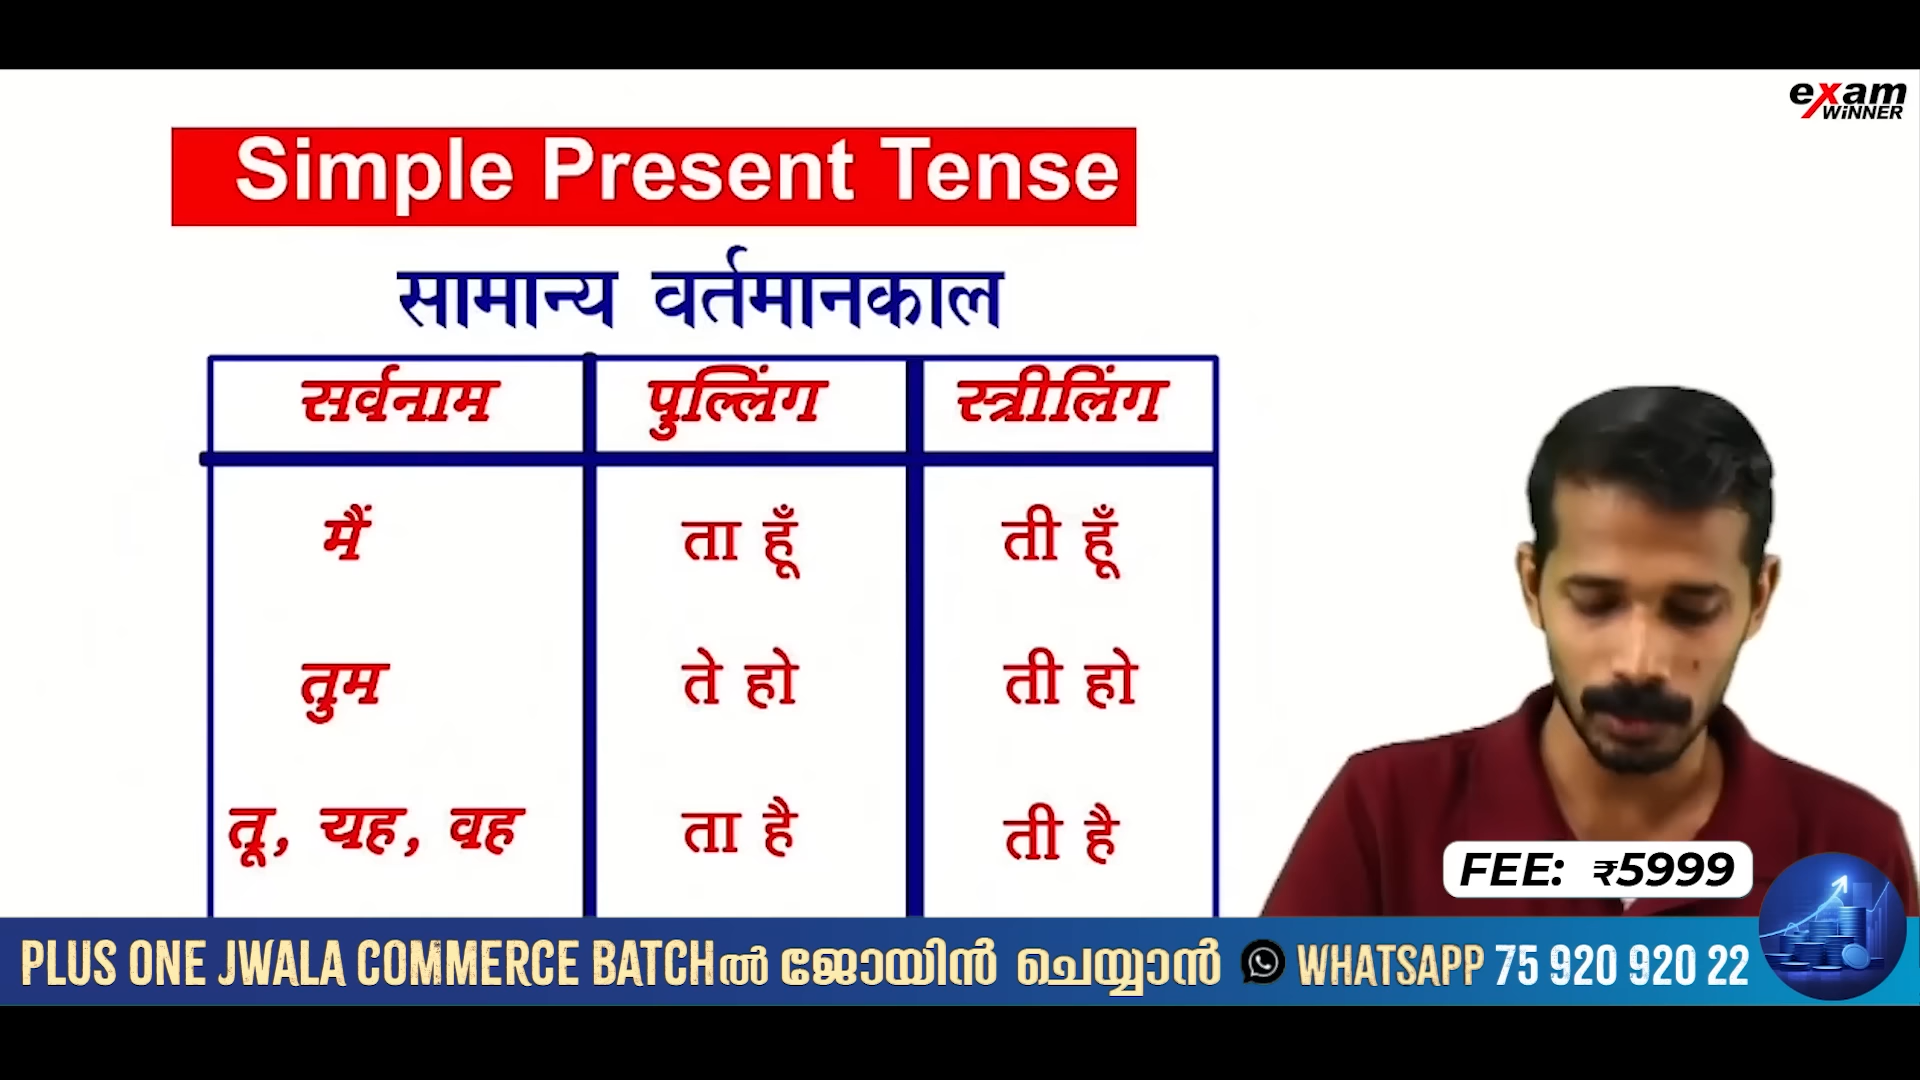 exam
WiNNER
Simple Present Tense
सामान्य वर्तमानकाल
सर्वनाम पुल्लिंग स्त्रीलिंग
मैं ता हूँ ती हूँ
तुम ते हो ती हो
तू, यह, वह ता है ती है
FEE: ₹5999
PLUS ONE JWALA COMMERCE BATCHൽ ജോയിൻ ചെയ്യാൻ WHATSAPP 75 920 920 22